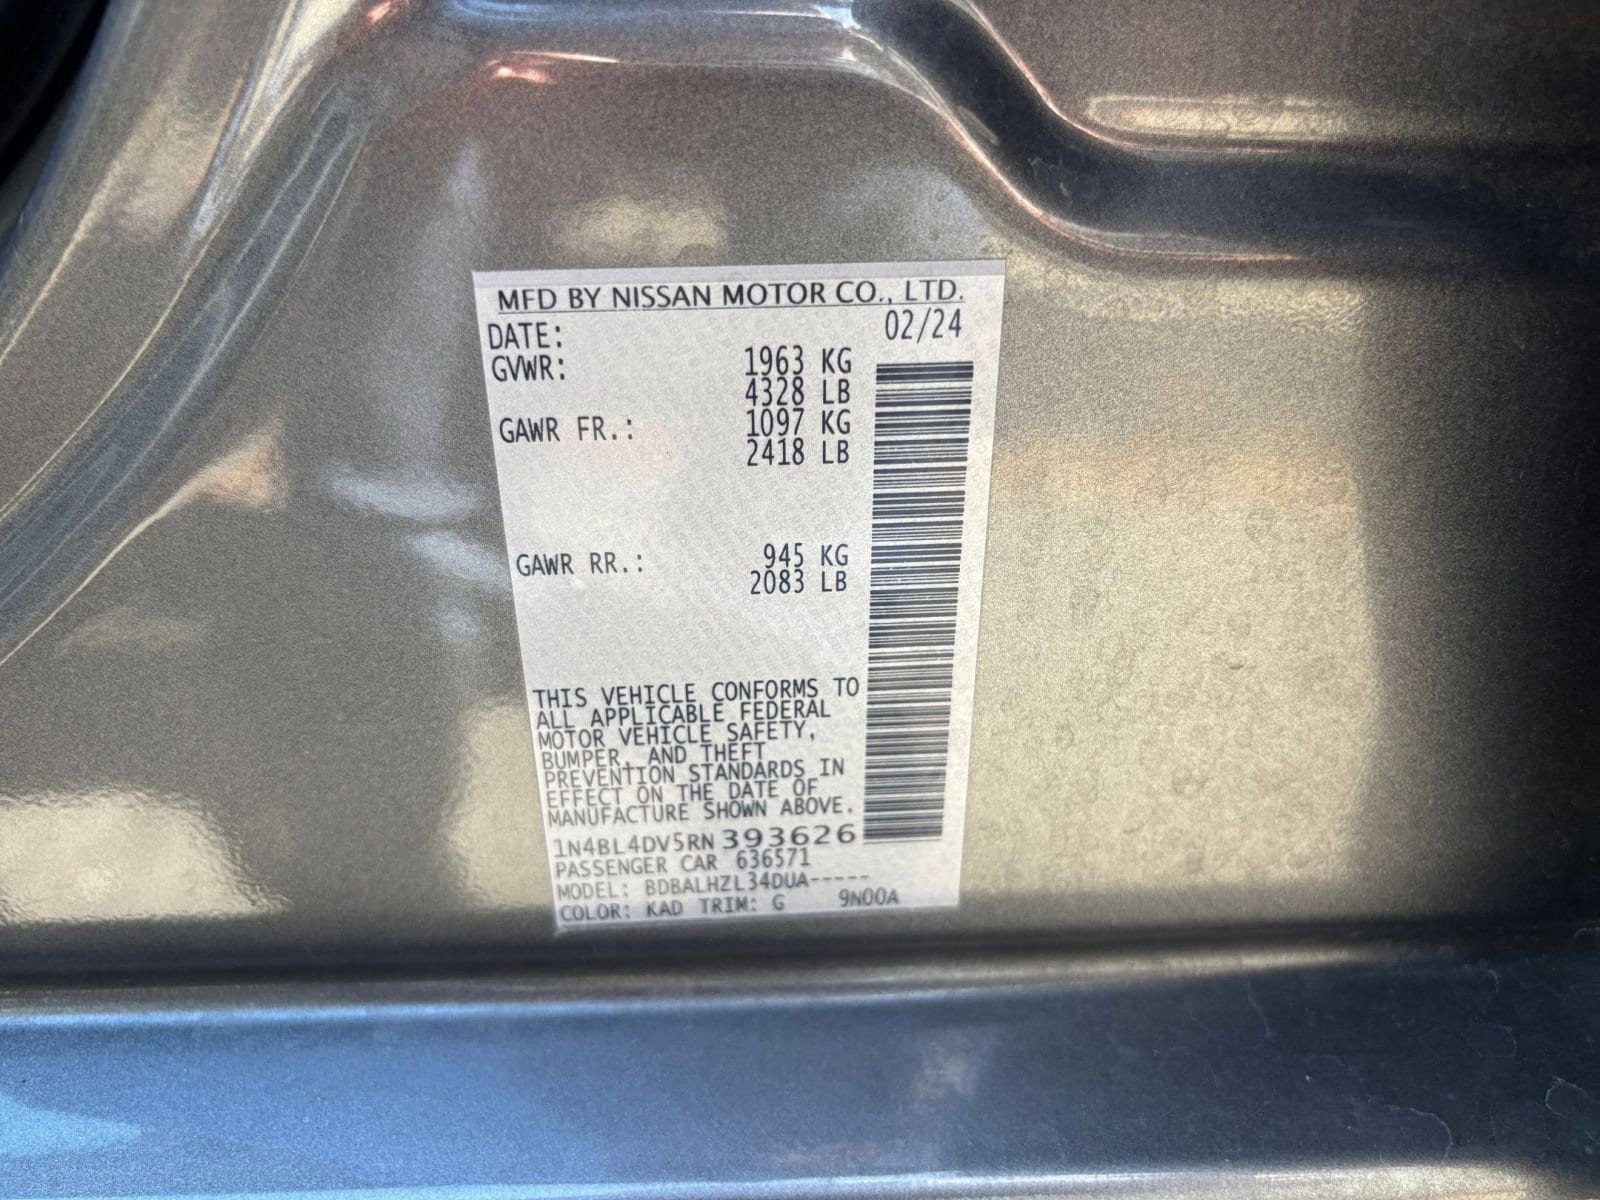 MFD BY NISSAN MOTOR CO., LTD.
DATE: 02/24
GVWR: 1963 KG
4328 LB
GAWR FR.: 1097 KG
2418 LB
GAWR RR.: 945 KG
2083 LB
THIS VEHICLE CONFORMS TO
ALL APPLICABLE FEDERAL
MOTOR VEHICLE SAFETY,
BUMPER, AND THEFT
PREVENTION STANDARDS IN
EFFECT ON THE DATE OF
MANUFACTURE SHOWN ABOVE.
1N4BL4DV5RN393626
PASSENGER CAR 636571
MODEL: BDBALHZL34DUA-----
COLOR: KAD TRIM: G 9N00A